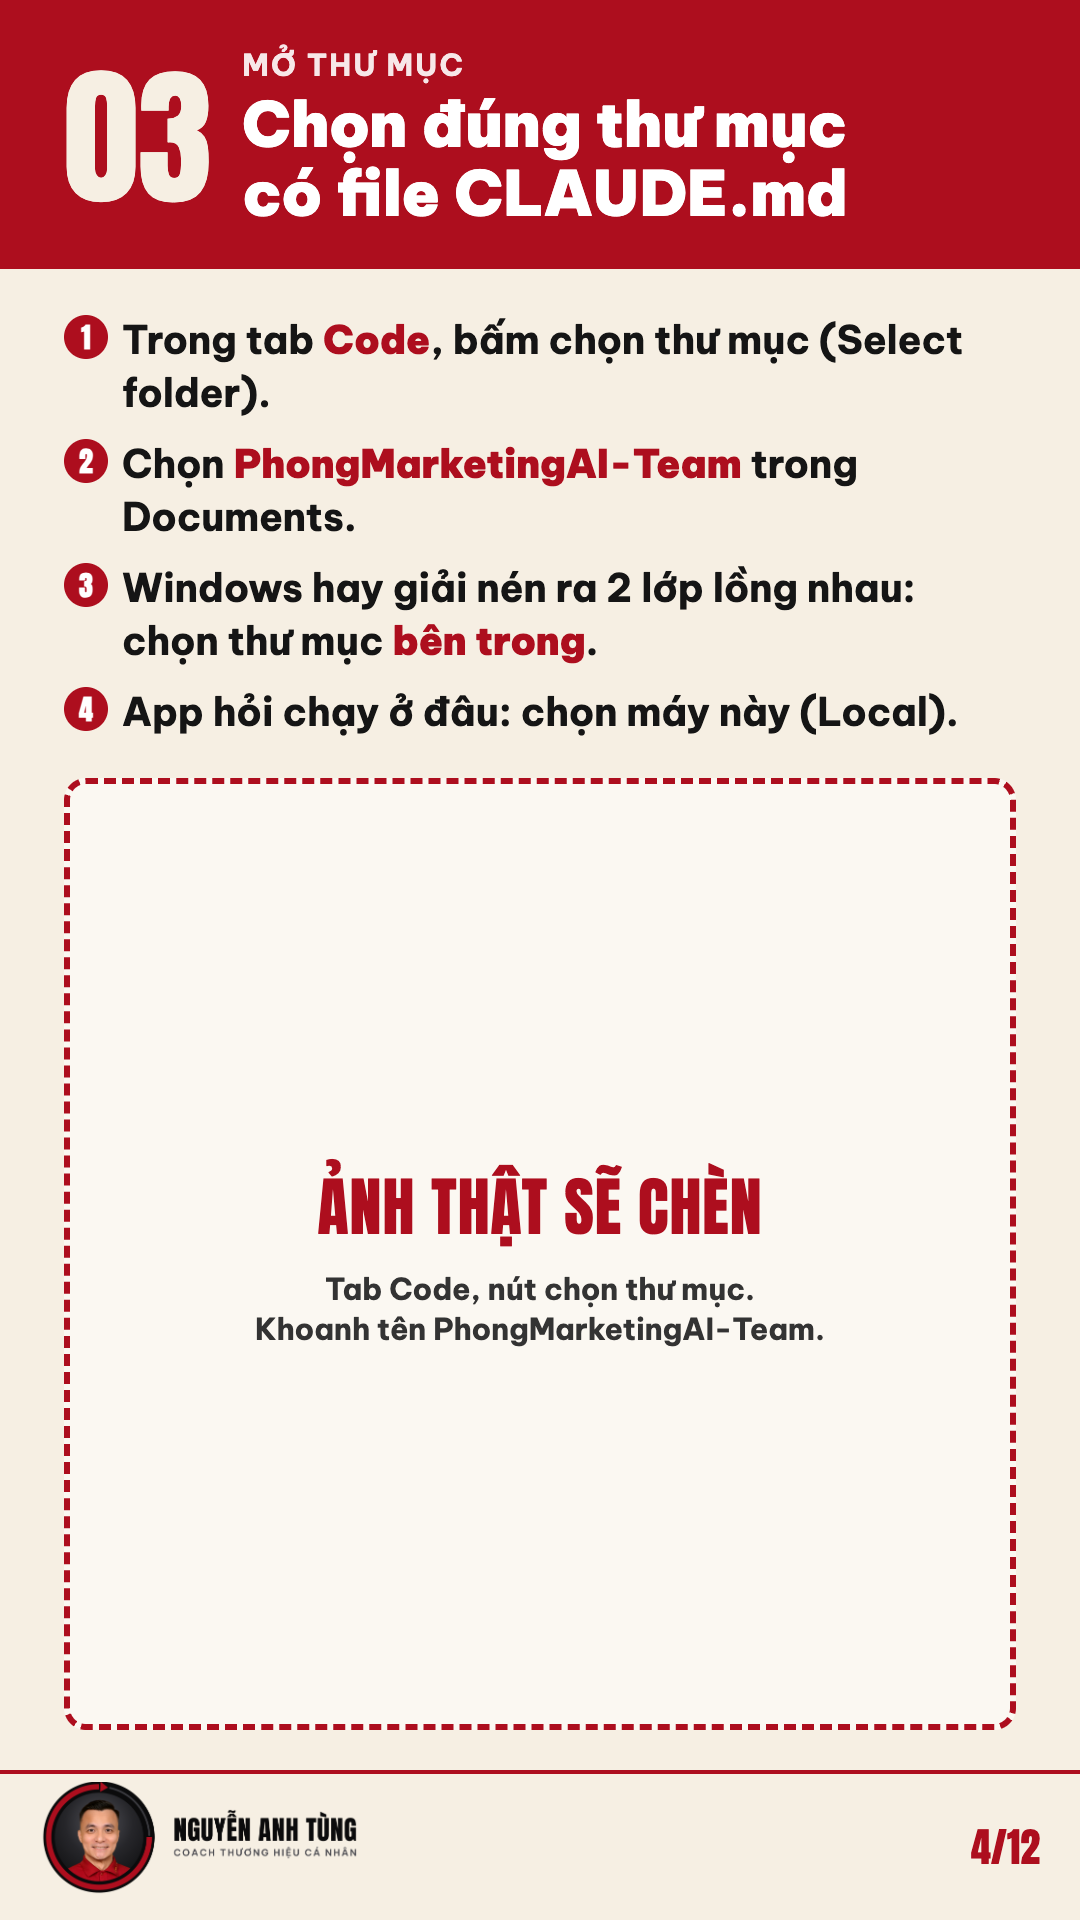 03
MỞ THƯ MỤC
Chọn đúng thư mục
có file CLAUDE.md
1 Trong tab Code, bấm chọn thư mục (Select
folder).
2 Chọn PhongMarketingAI-Team trong
Documents.
3 Windows hay giải nén ra 2 lớp lồng nhau:
chọn thư mục bên trong.
4 App hỏi chạy ở đâu: chọn máy này (Local).
ẢNH THẬT SẼ CHÈN
Tab Code, nút chọn thư mục.
Khoanh tên PhongMarketingAI-Team.
NGUYỄN ANH TÙNG
COACH THƯƠNG HIỆU CÁ NHÂN
4/12